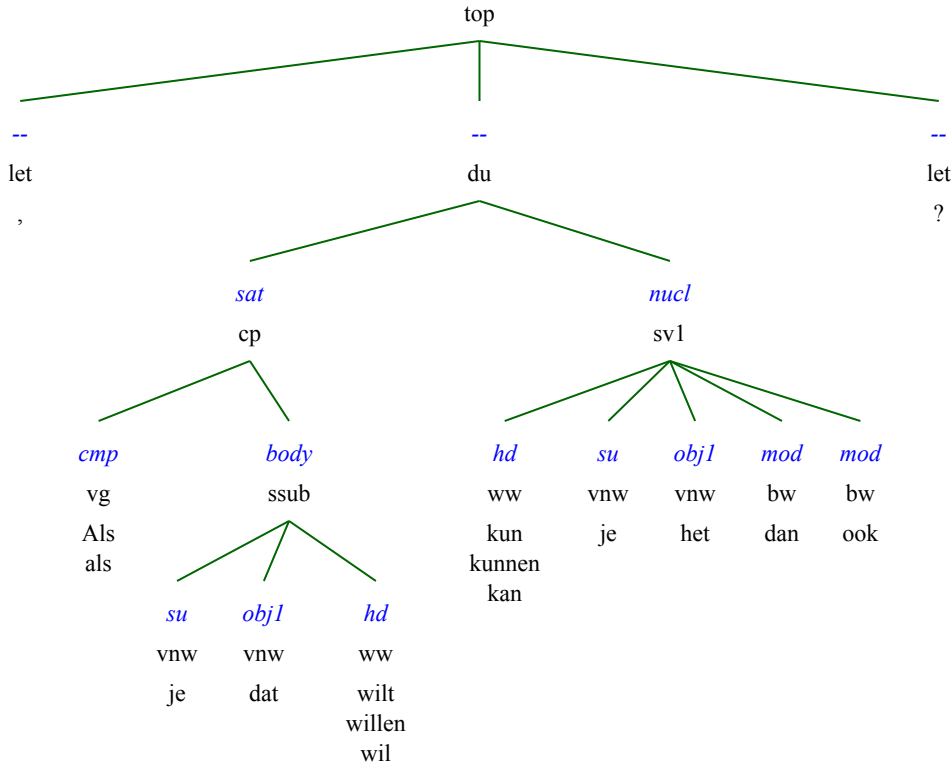 top
-- -- --
let du let
, ?
sat nucl
cp sv1
cmp body hd su obj1 mod mod
vg ssub ww vnw vnw bw bw
Als kun je het dan ook
als kunnen
kan
su obj1 hd
vnw vnw ww
je dat wilt
willen
wil